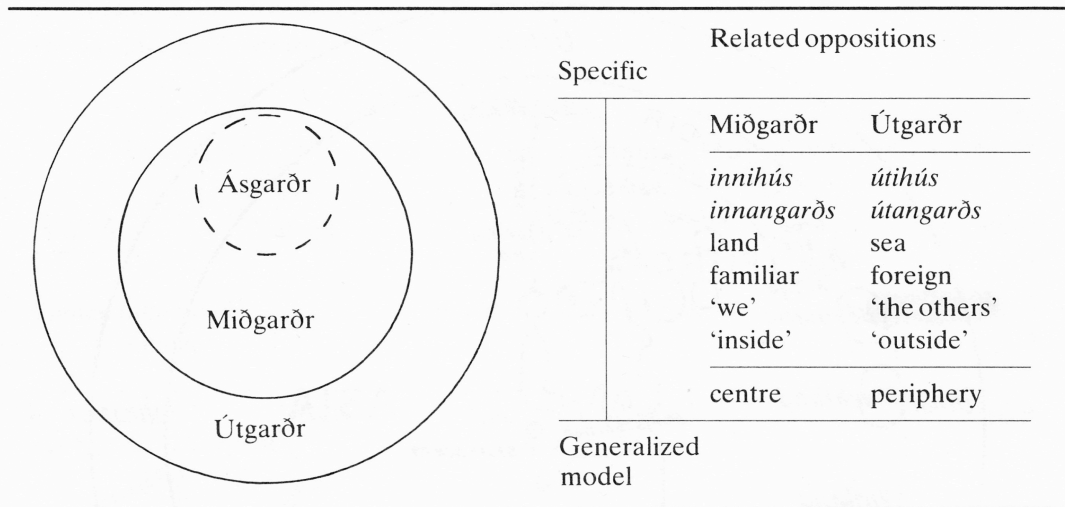 Ásgarðr
Miðgarðr
Útgarðr
Related oppositions
Specific
Miðgarðr Útgarðr
innihús útihús
innangarðs útangarðs
land sea
familiar foreign
‘we’ ‘the others’
‘inside’ ‘outside’
centre periphery
Generalized
model